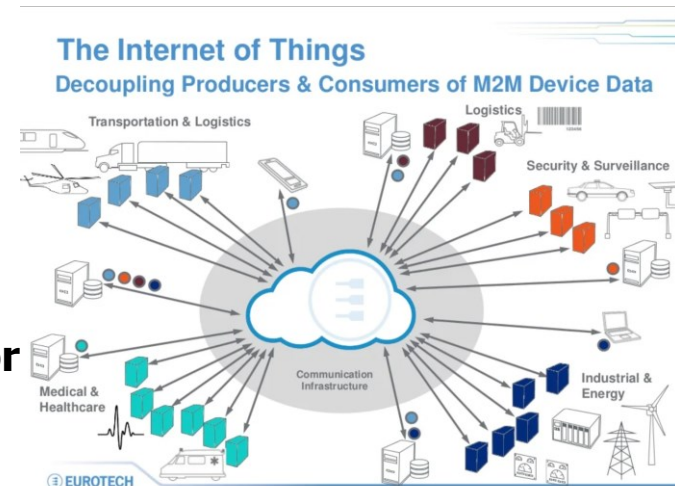 The Internet of Things
Decoupling Producers & Consumers of M2M Device Data
Transportation & Logistics
Logistics
Security & Surveillance
or
Medical &
Healthcare
Communication
Infrastructure
Industrial &
Energy
EUROTECH